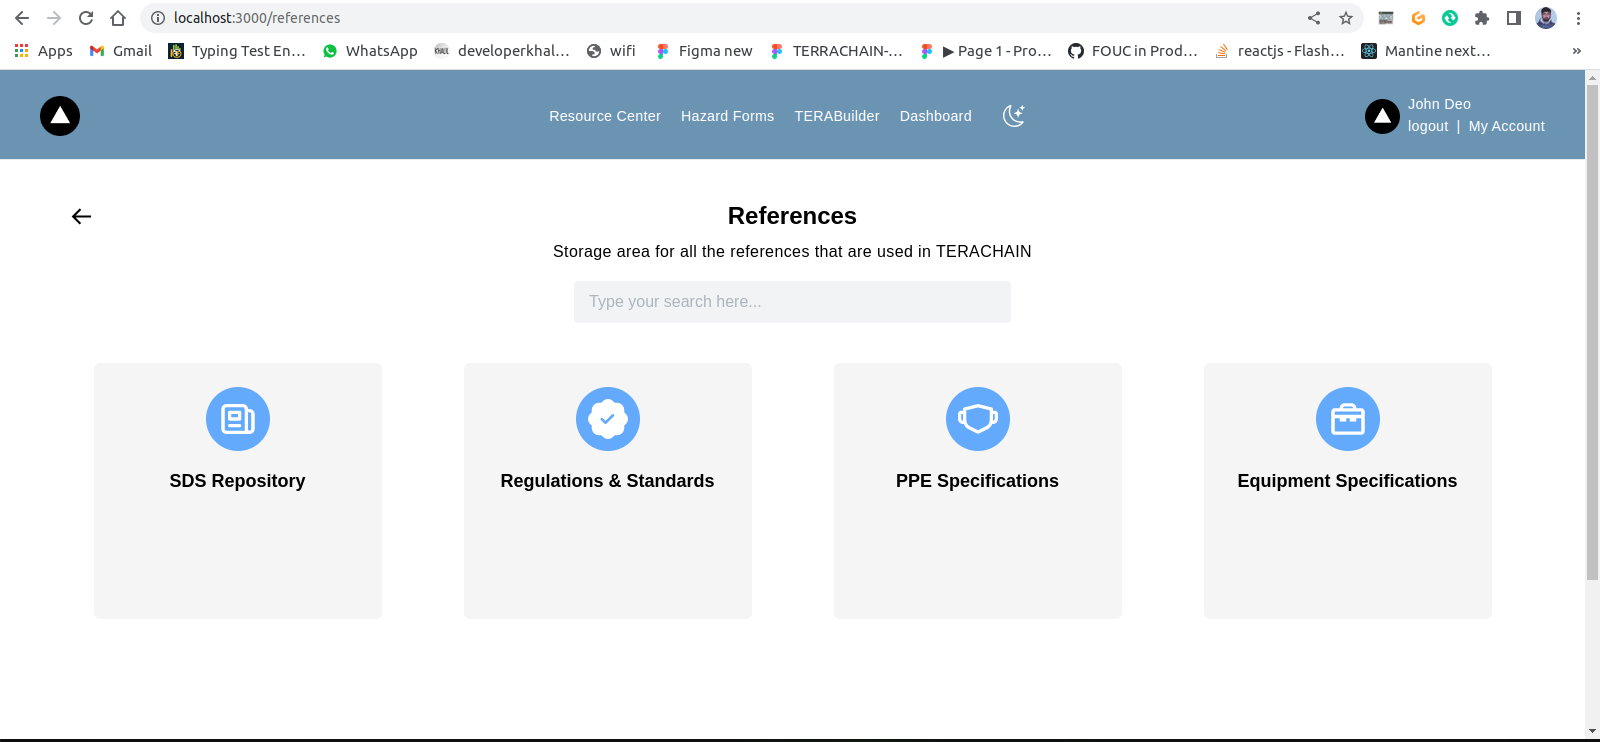 localhost:3000/references
Apps Gmail Typing Test En... WhatsApp developerkhal... wifi Figma new TERRACHAIN-... ▶ Page 1 - Pro... FOUC in Prod... reactjs - Flash... Mantine next... »
Resource Center Hazard Forms TERABuilder Dashboard
John Deo
logout | My Account
References
Storage area for all the references that are used in TERACHAIN
Type your search here...
SDS Repository Regulations & Standards PPE Specifications Equipment Specifications